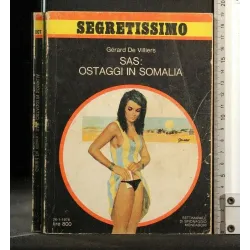 SEGRETISSIMO
Gérard De Villiers
SAS:
OSTAGGI IN SOMALIA
SETTIMANALE
DI SPIONAGGIO
MONDADORI
lire 800